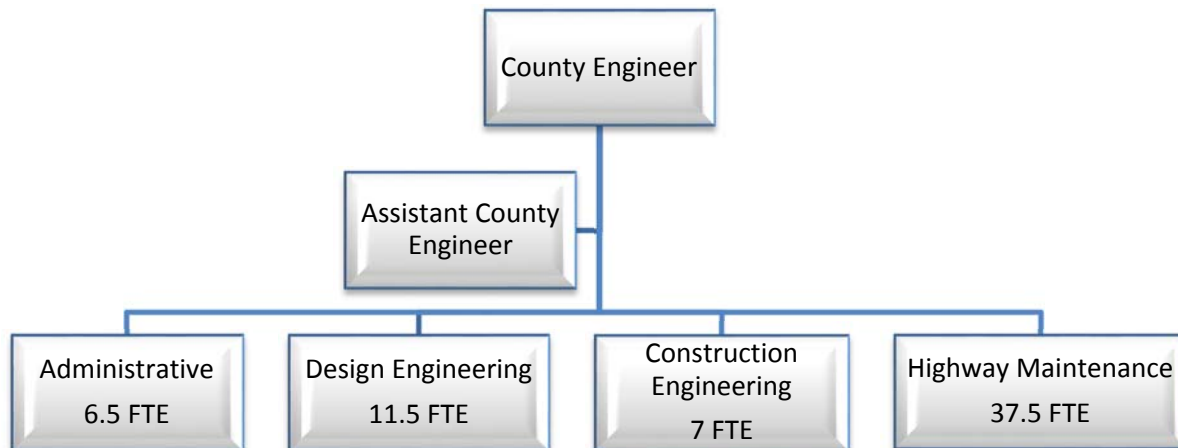 County Engineer
Assistant County
Engineer
Administrative
6.5 FTE
Design Engineering
11.5 FTE
Construction
Engineering
7 FTE
Highway Maintenance
37.5 FTE